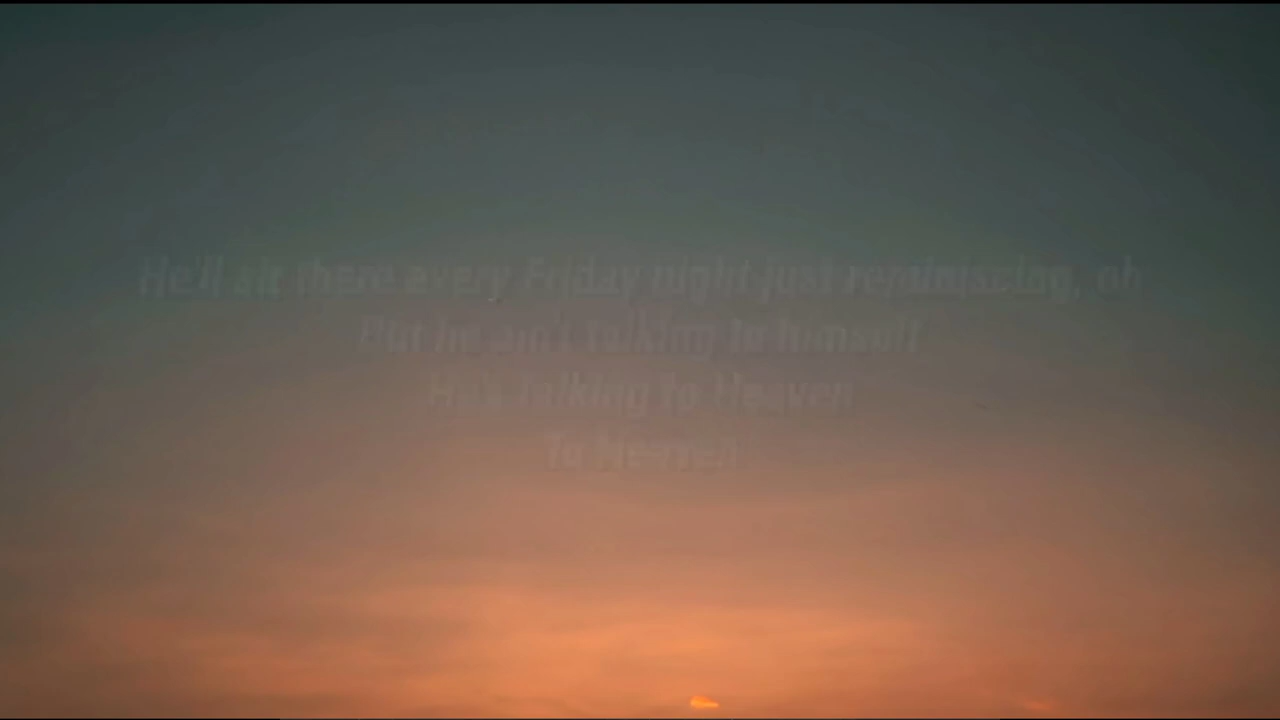 He'll sit there every Friday night just reminiscing, oh
But he ain't talking to himself
He's talking to Heaven
To Heaven